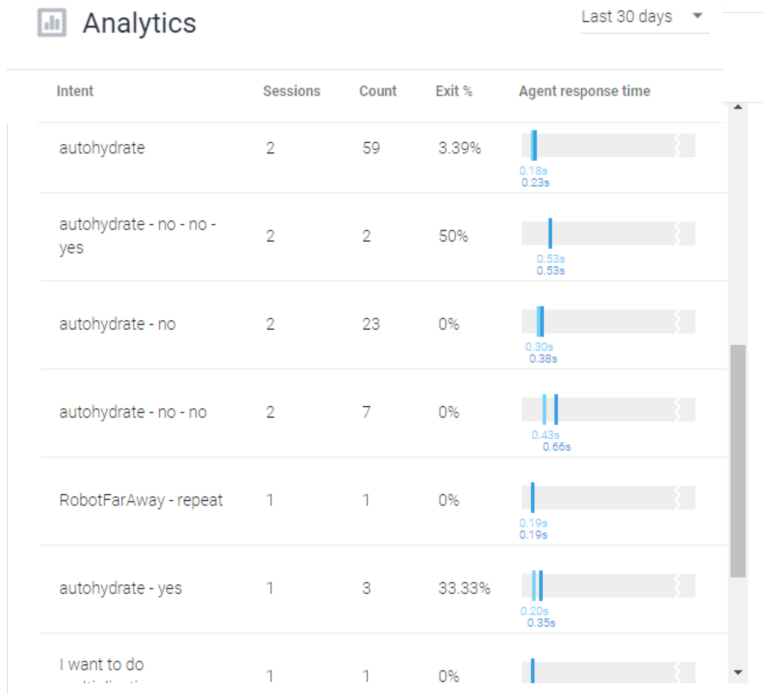 Analytics
Last 30 days
Intent Sessions Count Exit % Agent response time
autohydrate 2 59 3.39%
0.18s
0.23s
autohydrate - no - no -
yes 2 2 50%
0.53s
0.53s
autohydrate - no 2 23 0%
0.30s
0.38s
autohydrate - no - no 2 7 0%
0.43s
0.66s
RobotFarAway - repeat 1 1 0%
0.19s
0.19s
autohydrate - yes 1 3 33.33%
0.20s
0.35s
I want to do
1 1 0%